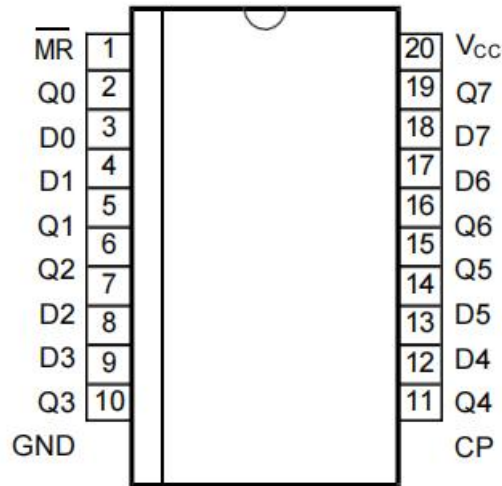 M̅R̅ 1 20 VCC
Q0 2 19 Q7
D0 3 18 D7
D1 4 17 D6
Q1 5 16 Q6
Q2 6 15 Q5
D2 7 14 D5
D3 8 13 D4
Q3 9 12 Q4
GND 10 11 CP